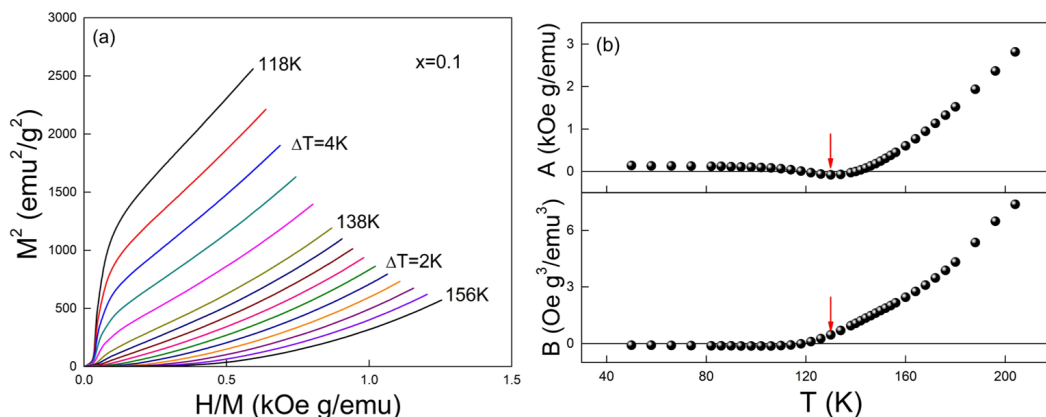 (a)
x=0.1
118K
ΔT=4K
138K
ΔT=2K
156K
M² (emu²/g²)
3000
2500
2000
1500
1000
500
0
0.0 0.5 1.0 1.5
H/M (kOe g/emu)
(b)
A (kOe g/emu)
3
2
1
0
B (Oe g³/emu³)
6
3
0
40 80 120 160 200
T (K)